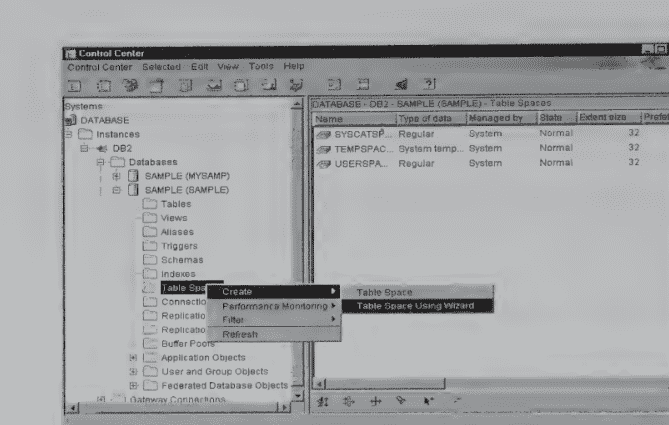 Control Center
Control Center Selected Edit View Tools Help
Systems
DATABASE - DB2 - SAMPLE (SAMPLE) - Table Spaces
DATABASE
Name Type of data Managed by State Extent size Prefet
Instances
SYSCATSP... Regular System Normal 32
DB2
TEMPSPAC... System temp... System Normal 32
Databases
USERSPA... Regular System Normal 32
SAMPLE (MYSAMP)
SAMPLE (SAMPLE)
Tables
Views
Aliases
Triggers
Schemas
Indexes
Table Spa
Create
Table Space
Connectio
Performance Monitoring
Table Space Using Wizard
Replicatio
Filter
Replicatio
Refresh
Buffer Pools
Application Objects
User and Group Objects
Federated Database Objects
Gateway Connections